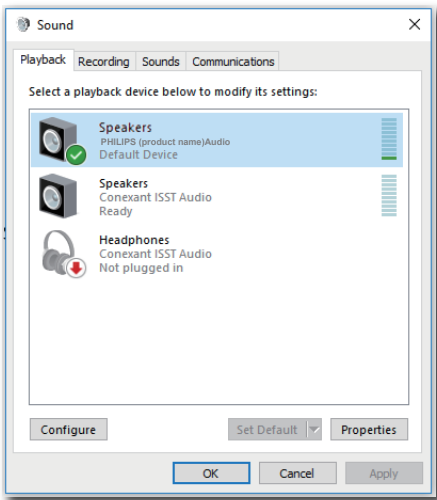 Sound
Playback Recording Sounds Communications
Select a playback device below to modify its settings:
Speakers
PHILIPS (product name)Audio
Default Device
Speakers
Conexant ISST Audio
Ready
Headphones
Conexant ISST Audio
Not plugged in
Configure Set Default Properties
OK Cancel Apply